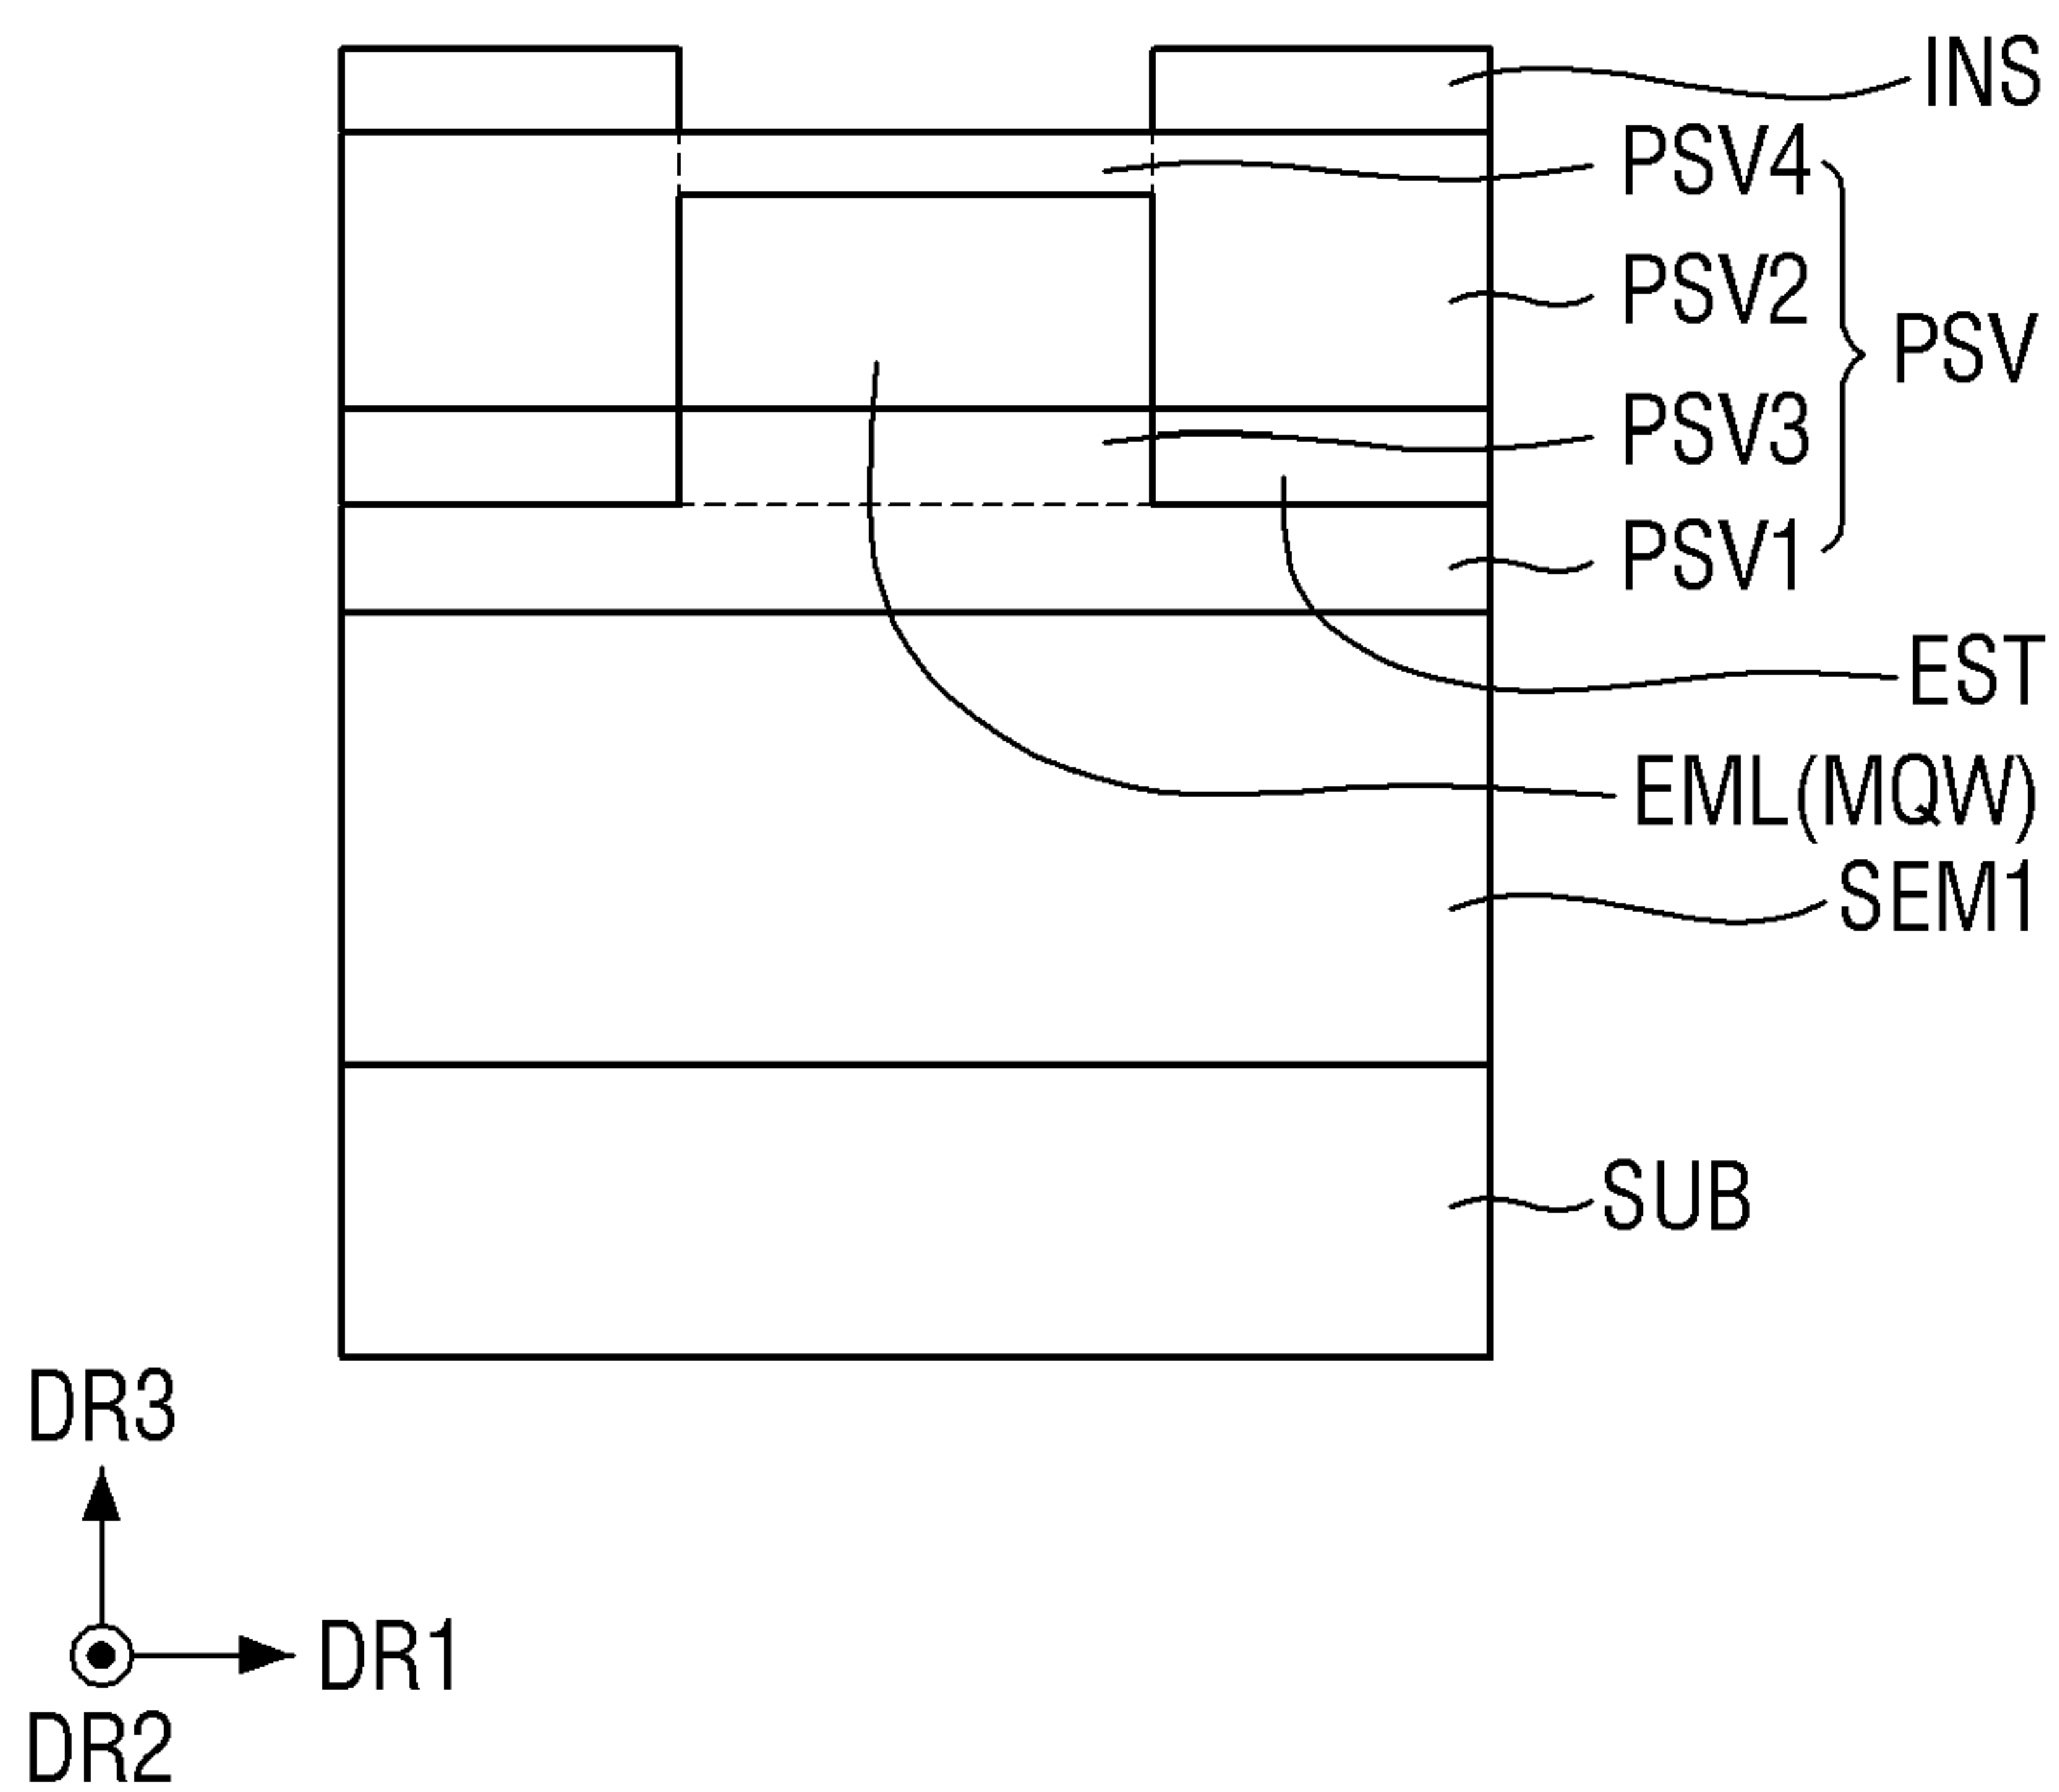 INS
PSV4
PSV2
PSV
PSV3
PSV1
EST
EML(MQW)
SEM1
SUB
DR3
DR1
DR2